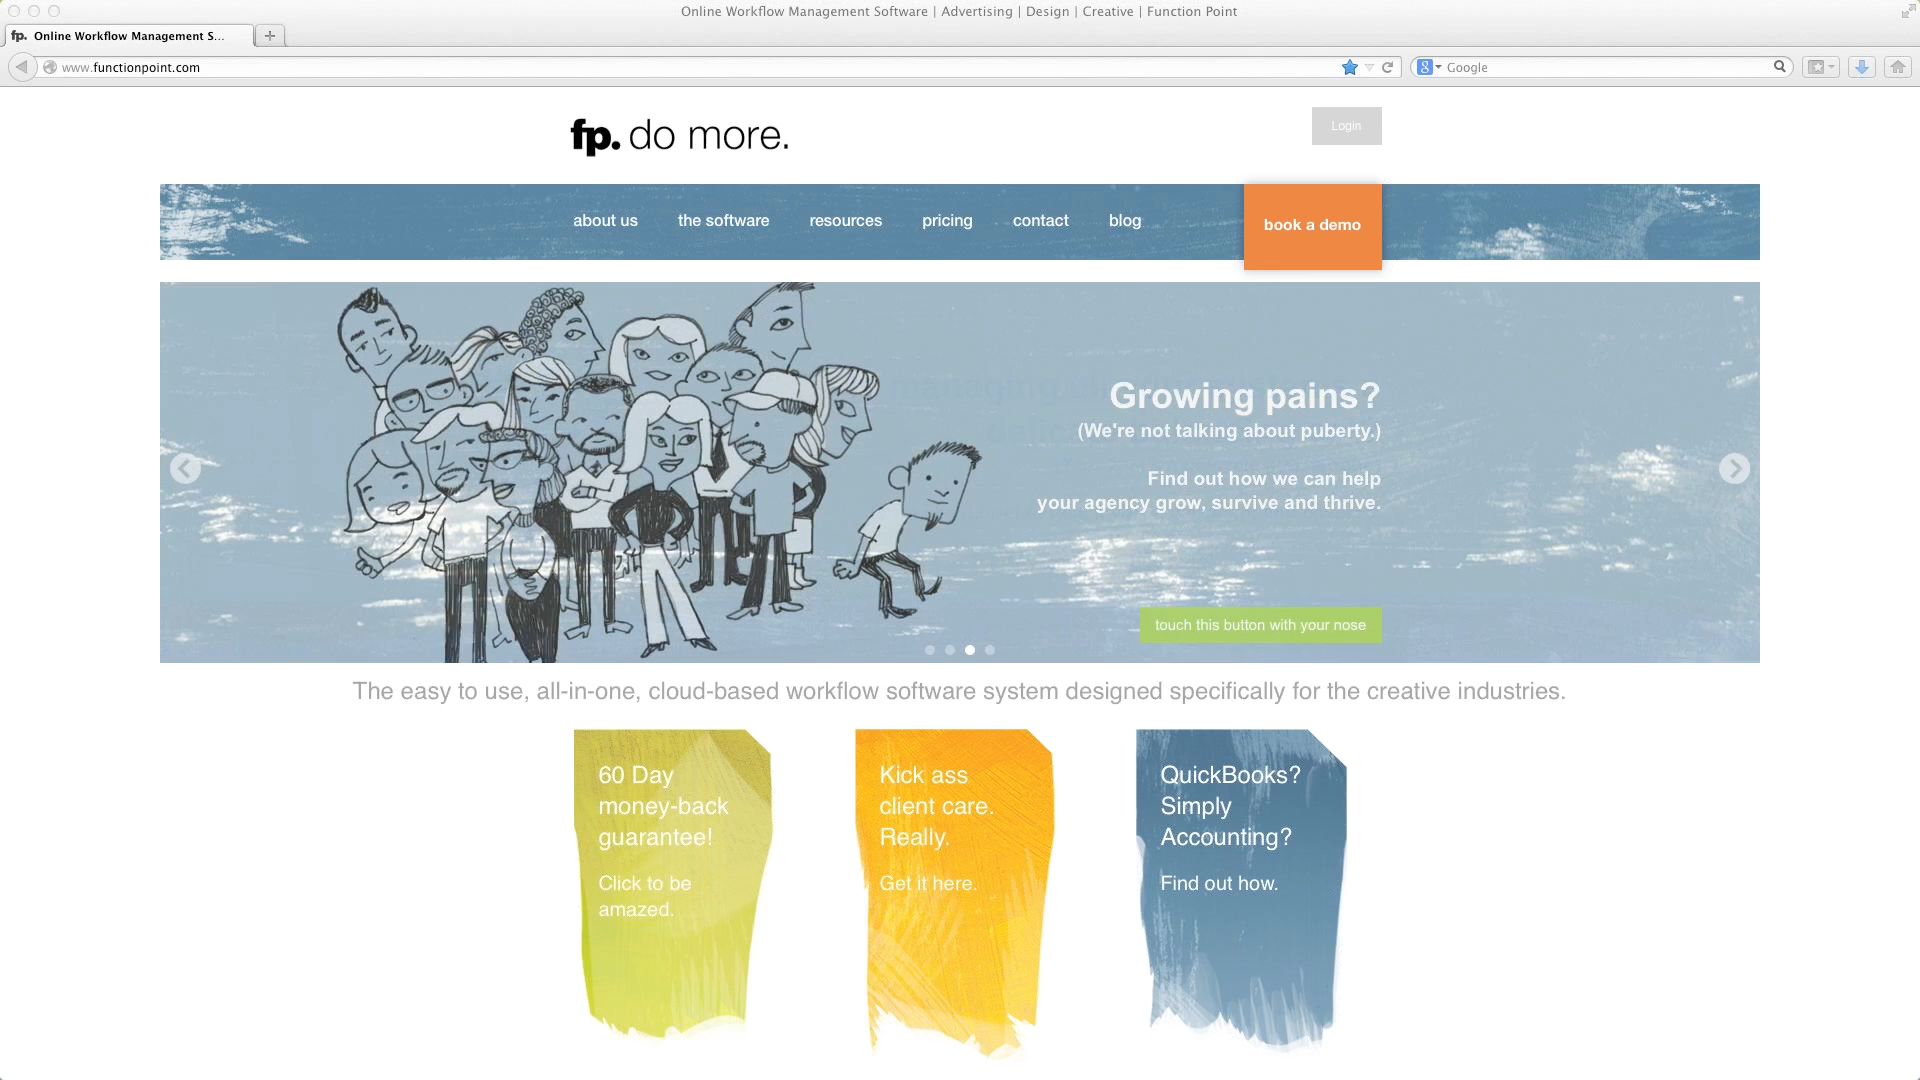 Online Workflow Management Software | Advertising | Design | Creative | Function Point
fp. Online Workflow Management S...
www.functionpoint.com
Google
fp. do more.
Login
about us the software resources pricing contact blog
book a demo
Growing pains?
(We're not talking about puberty.)
Find out how we can help
your agency grow, survive and thrive.
touch this button with your nose
The easy to use, all-in-one, cloud-based workflow software system designed specifically for the creative industries.
60 Day
money-back
guarantee!
Click to be
amazed.
Kick ass
client care.
Really.
Get it here.
QuickBooks?
Simply
Accounting?
Find out how.